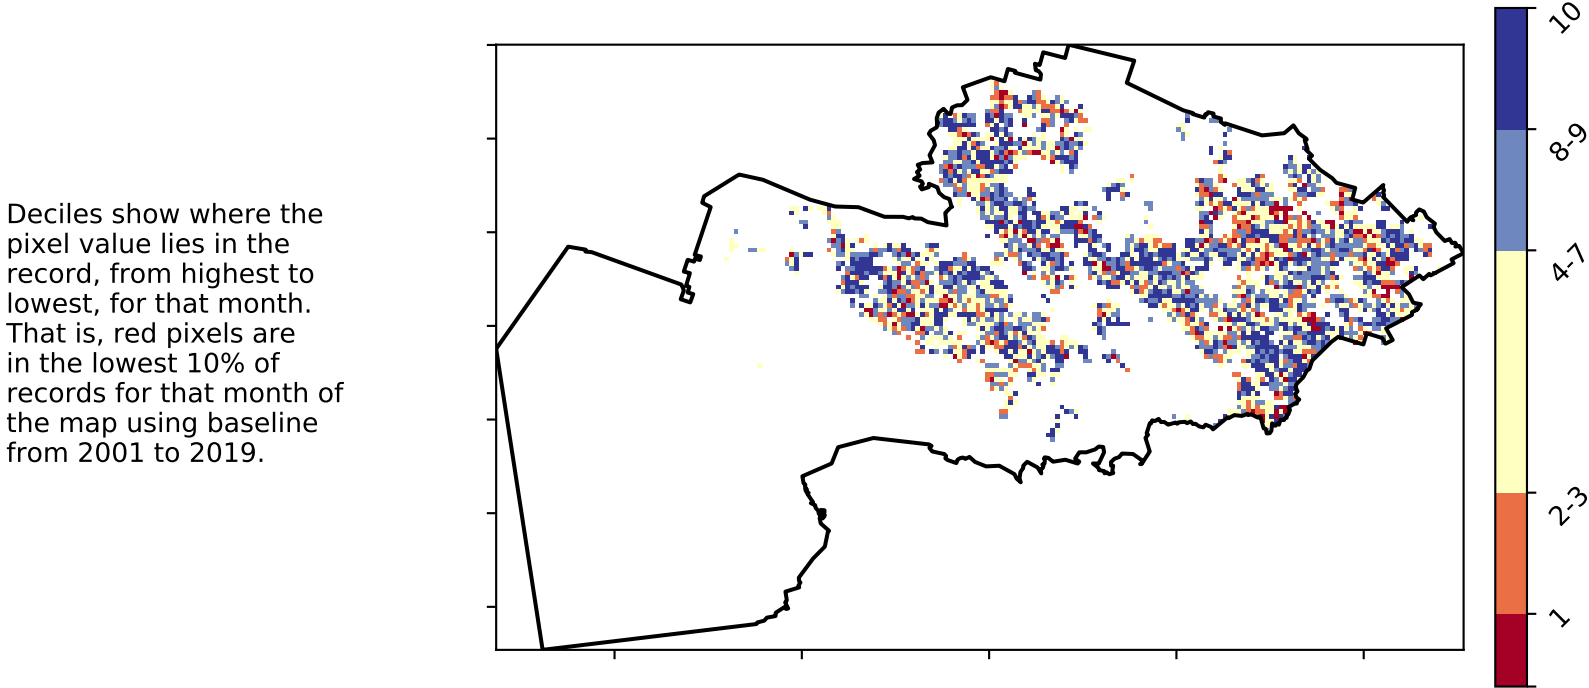 Deciles show where the
pixel value lies in the
record, from highest to
lowest, for that month.
That is, red pixels are
in the lowest 10% of
records for that month of
the map using baseline
from 2001 to 2019.
10
8-9
4-7
2-3
1